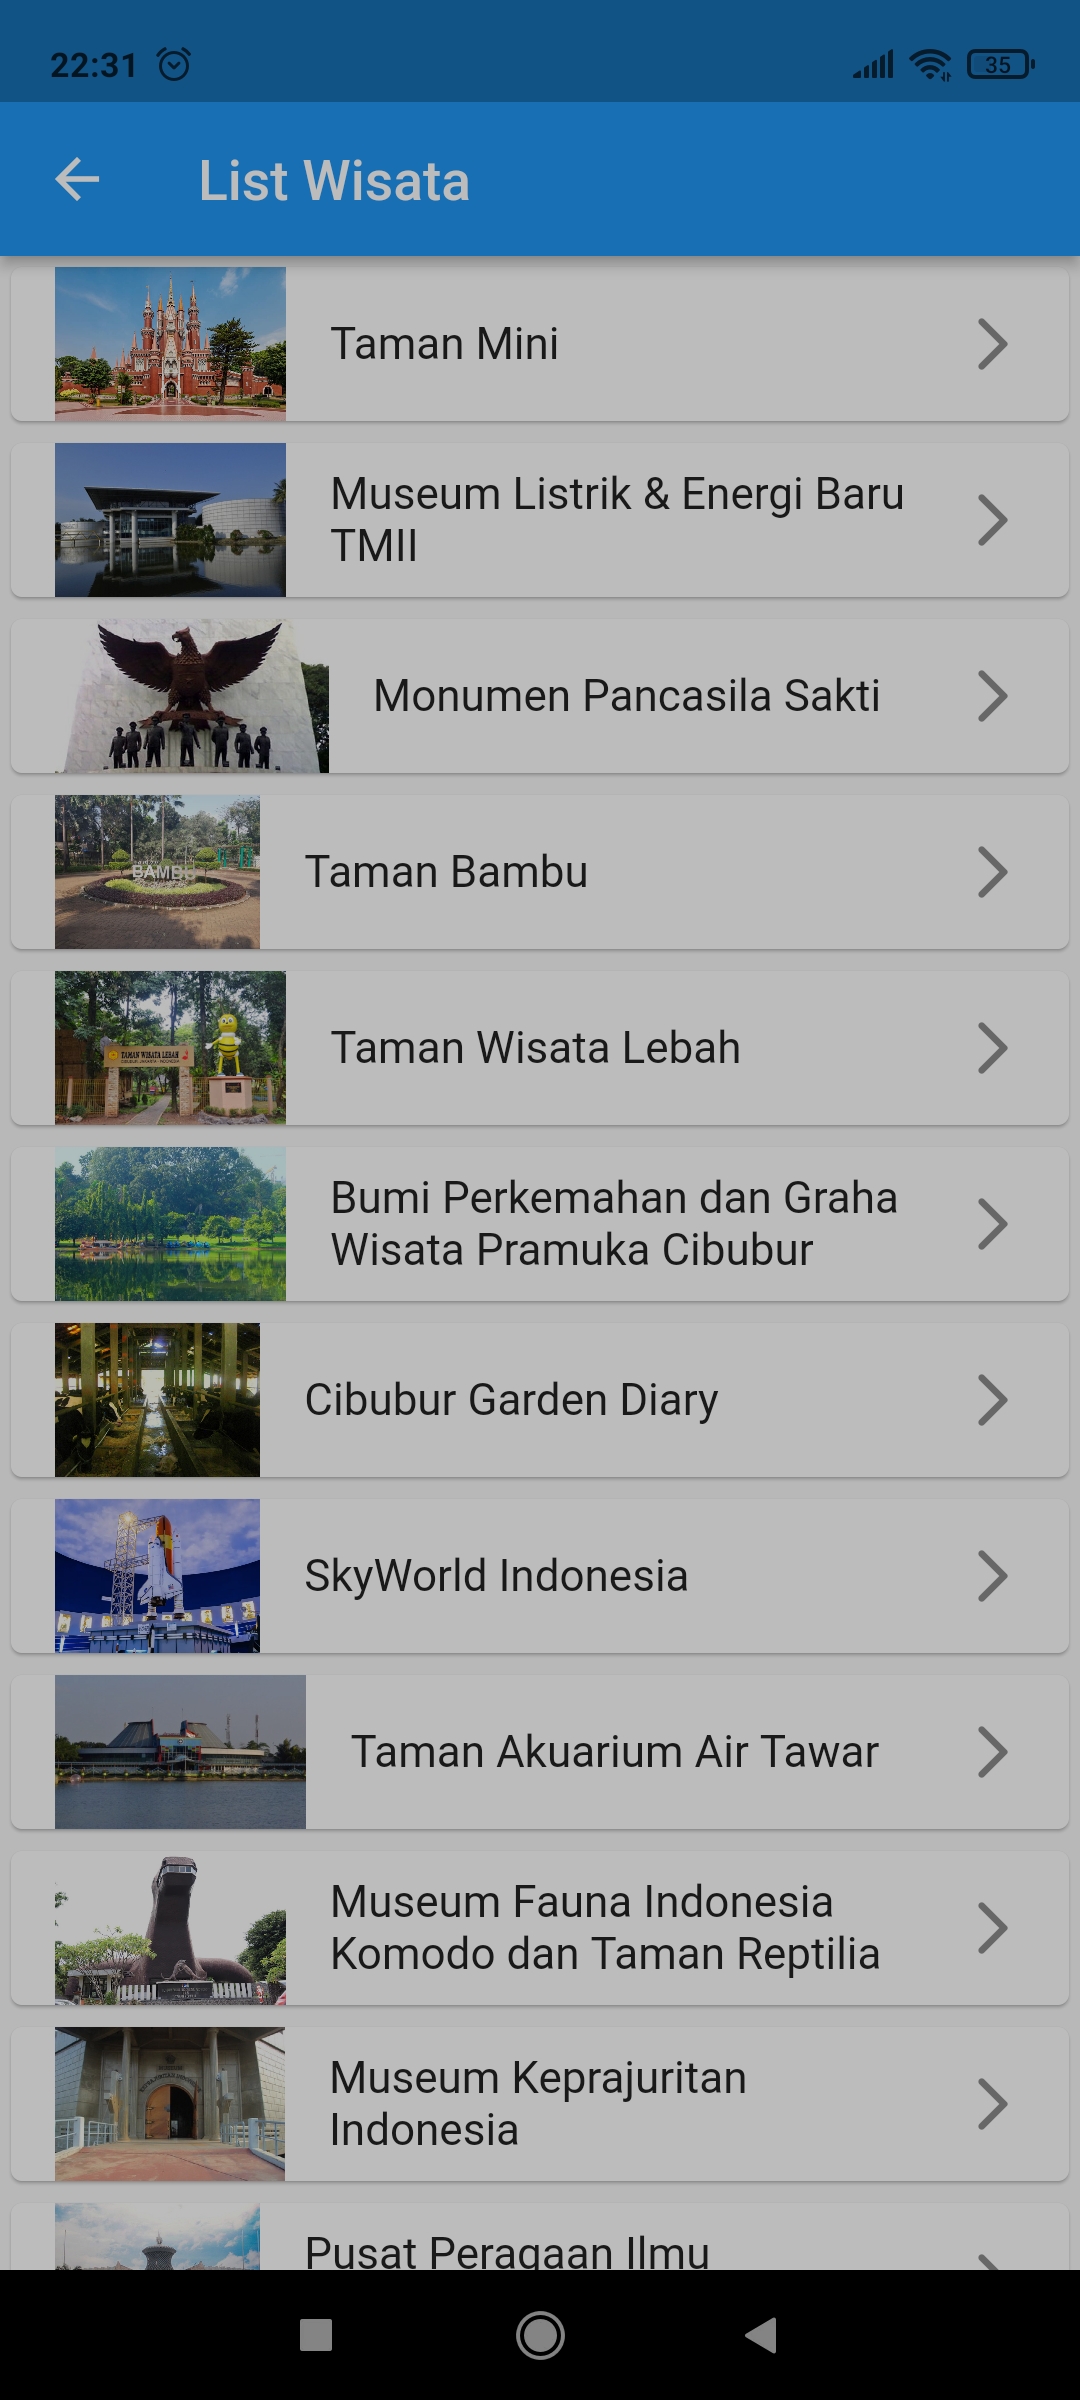 22:31
35
List Wisata
Taman Mini
Museum Listrik & Energi Baru
TMII
Monumen Pancasila Sakti
BAMBU
Taman Bambu
TAMAN WISATA LEBAH
Taman Wisata Lebah
Bumi Perkemahan dan Graha
Wisata Pramuka Cibubur
Cibubur Garden Diary
SkyWorld Indonesia
Taman Akuarium Air Tawar
Museum Fauna Indonesia
Komodo dan Taman Reptilia
Museum Keprajuritan
Indonesia
Pusat Peragaan Ilmu